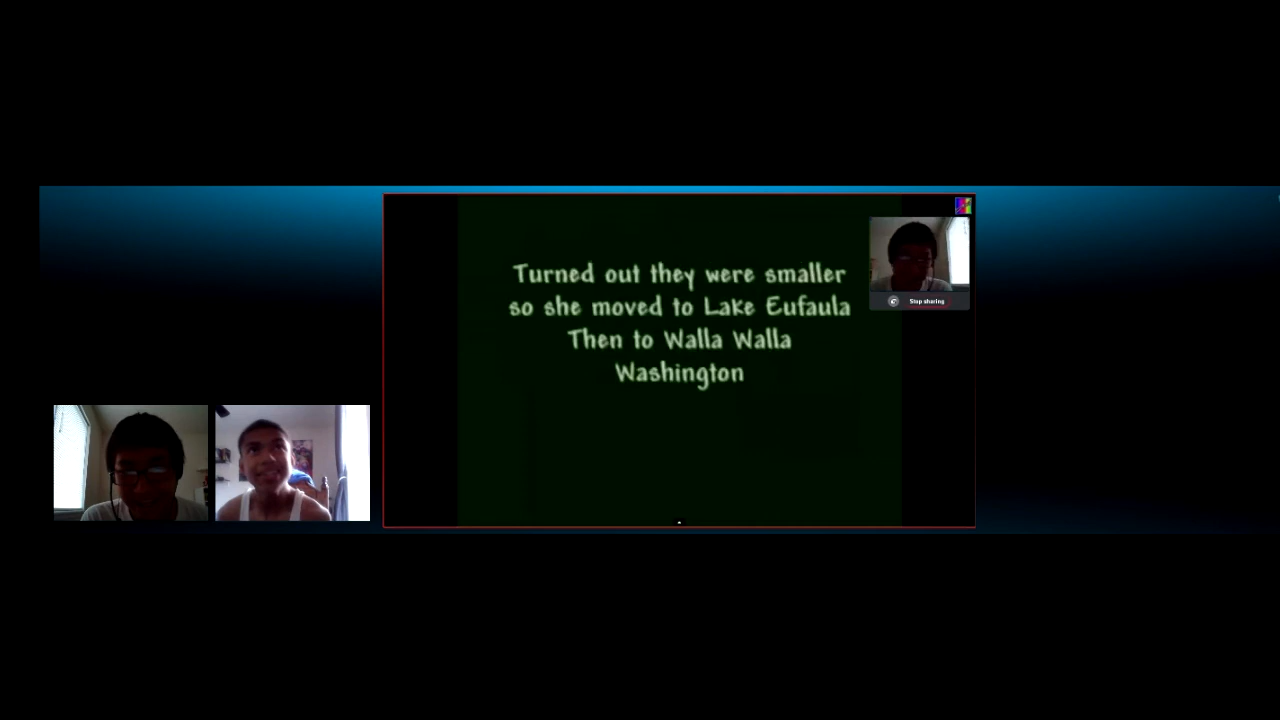 Turned out they were smaller
so she moved to Lake Eufaula
Then to Walla Walla
Washington
Stop sharing